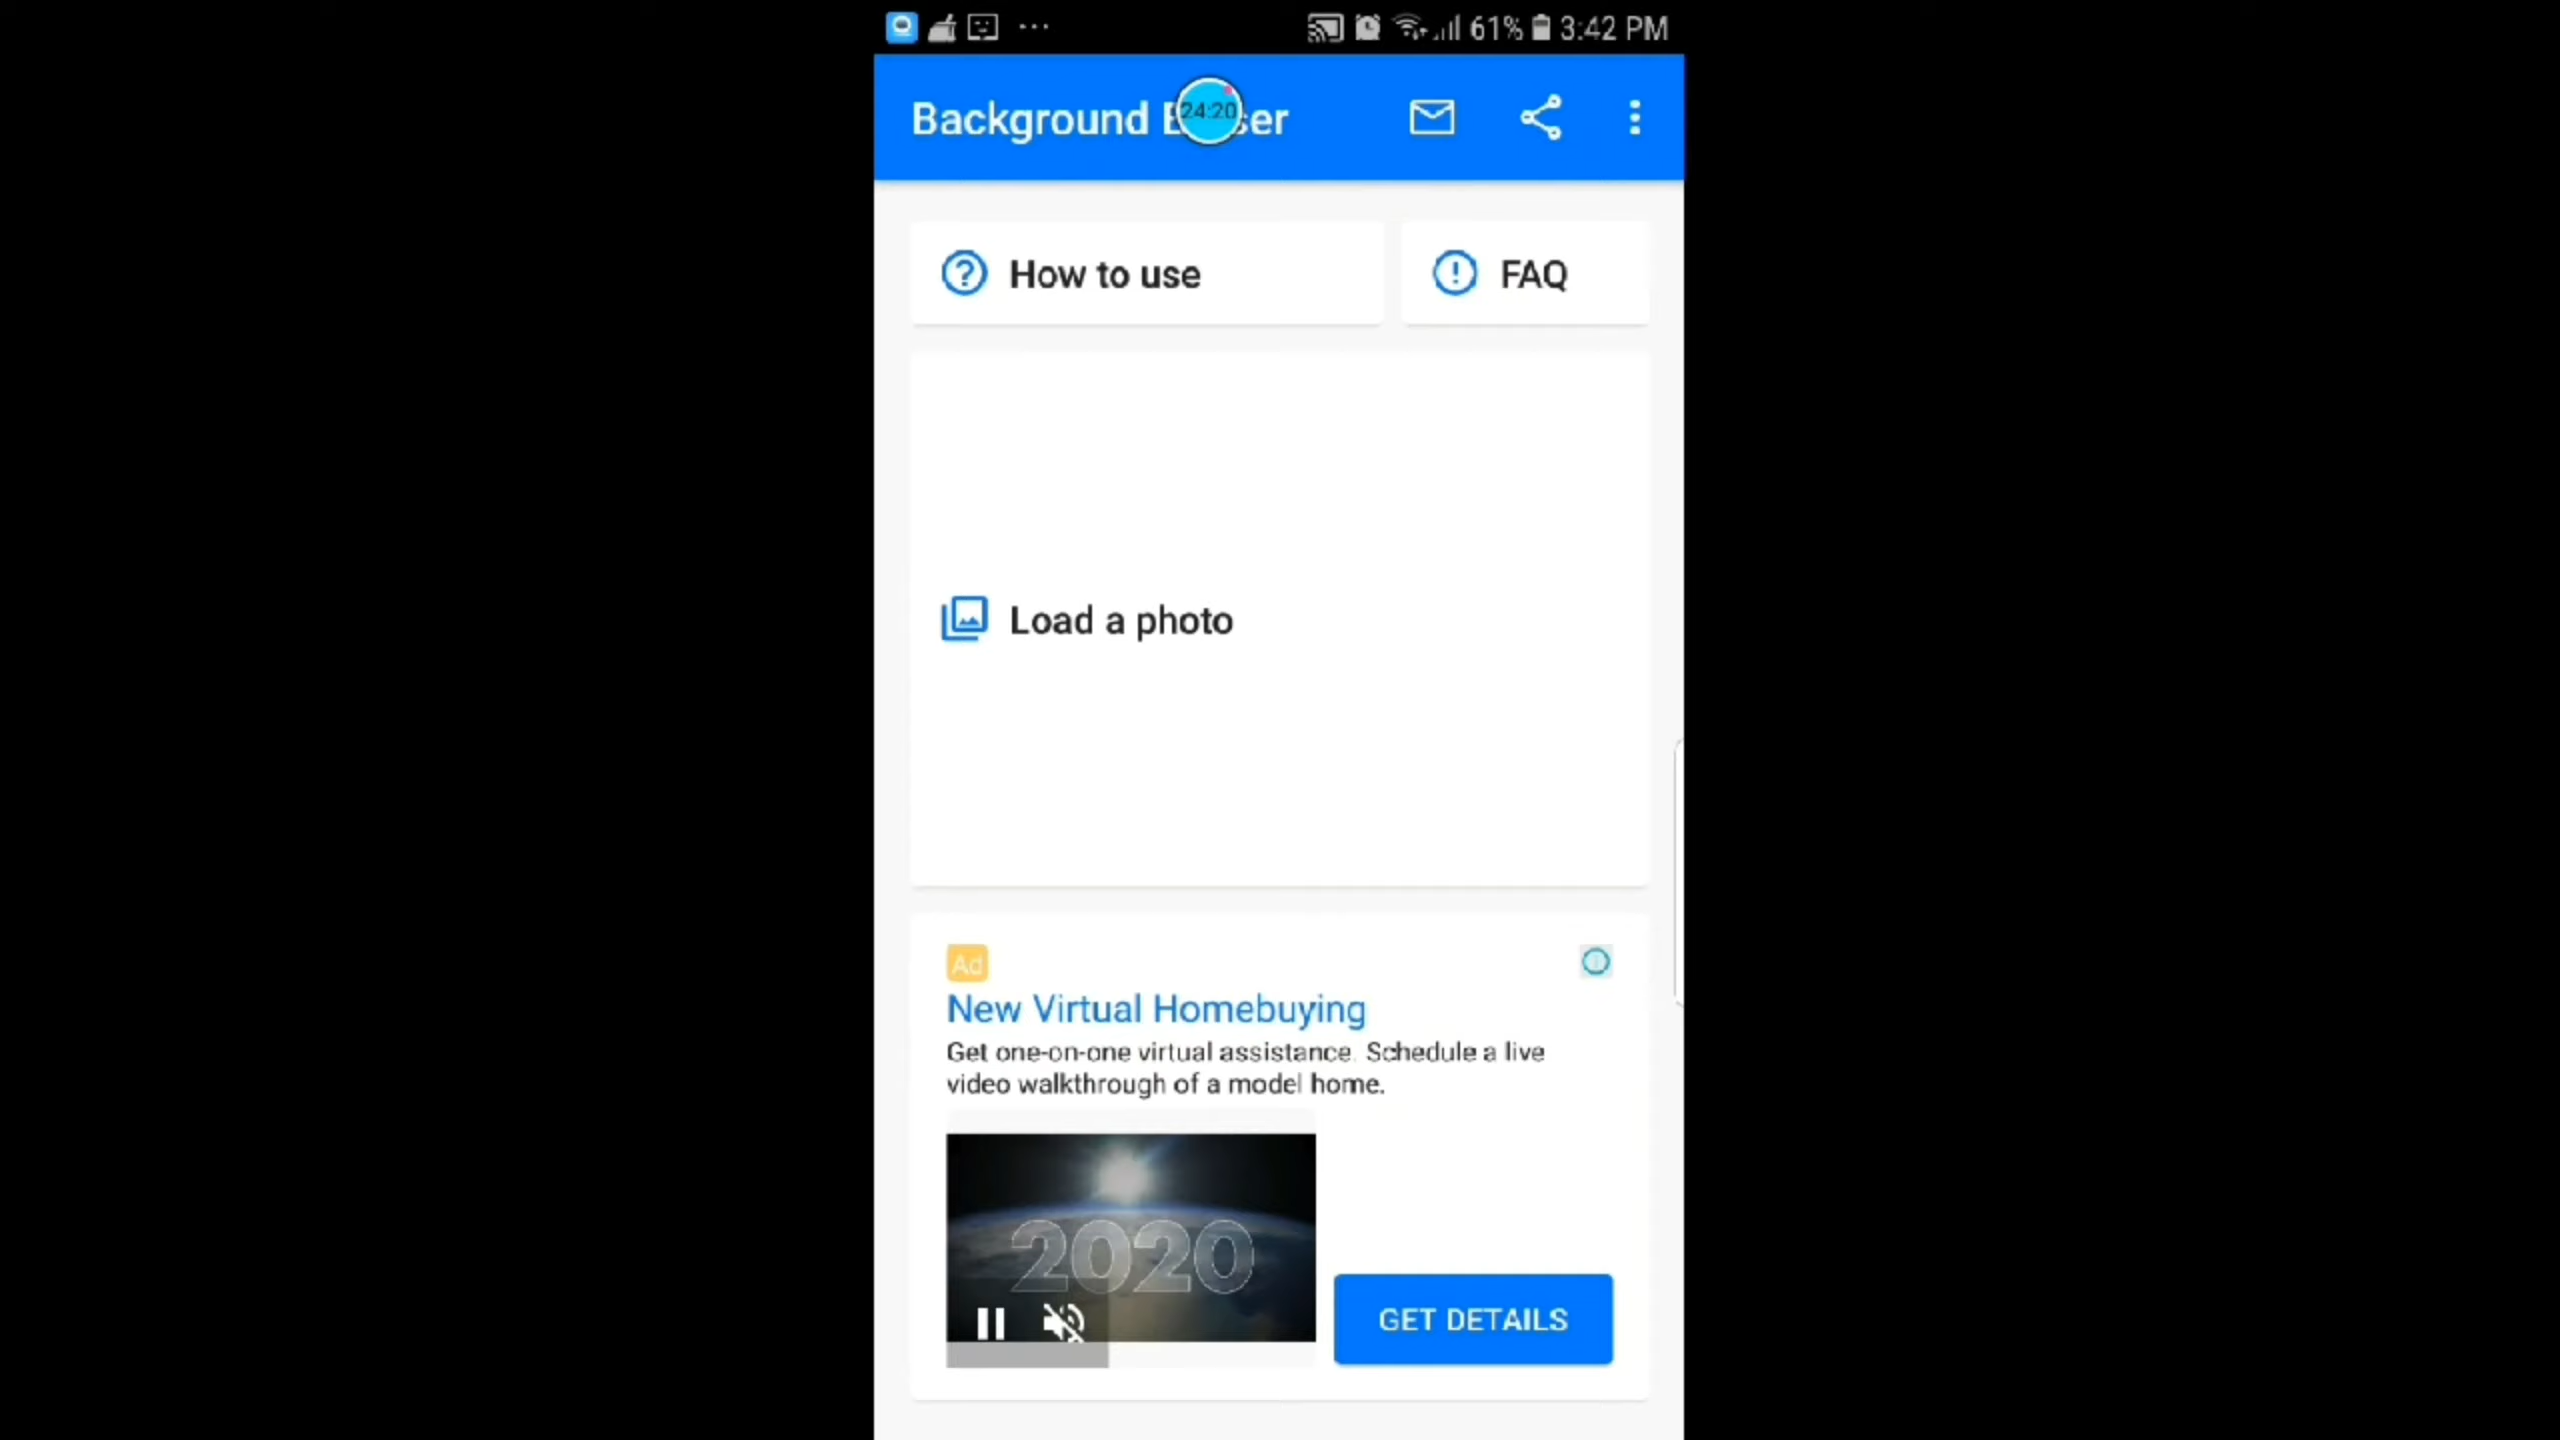 61% 3:42 PM
Background E ser
24:20
How to use
FAQ
Load a photo
Ad
New Virtual Homebuying
Get one-on-one virtual assistance. Schedule a live
video walkthrough of a model home.
2020
GET DETAILS